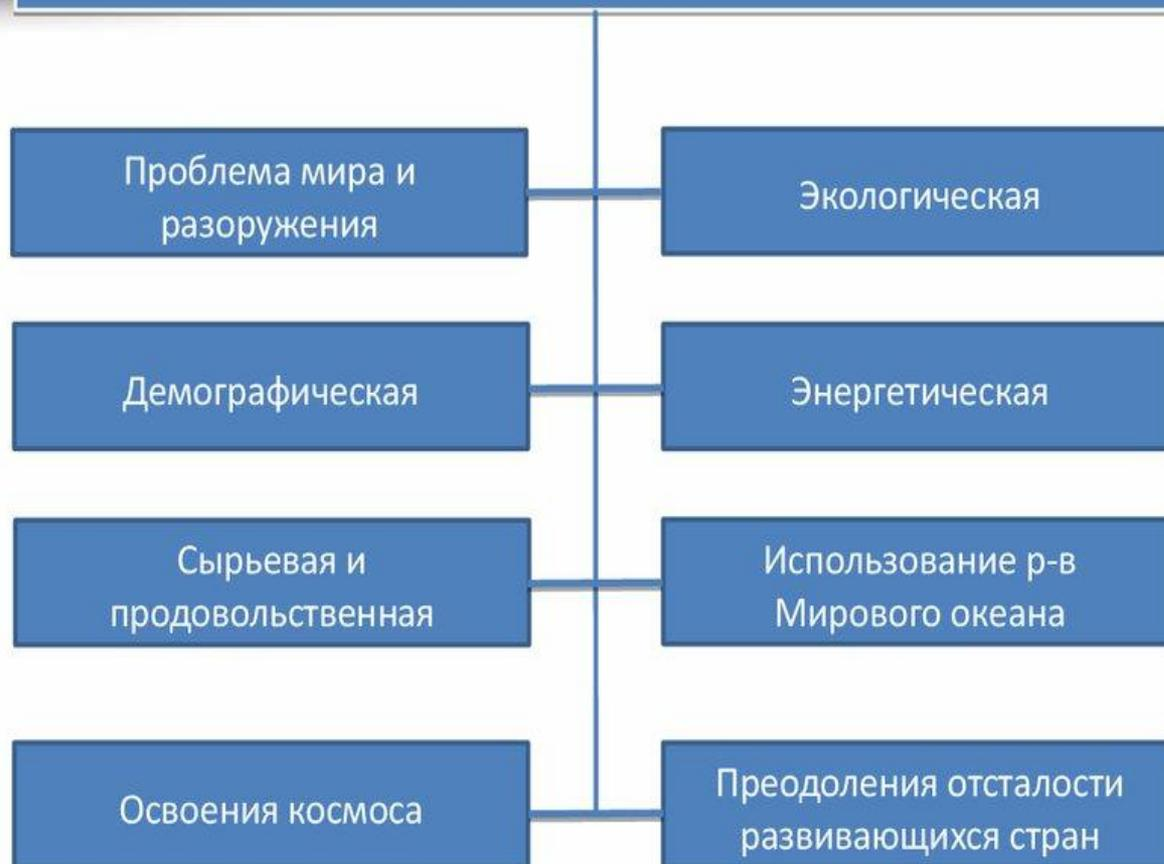 Проблема мира и
разоружения
Экологическая
Демографическая
Энергетическая
Сырьевая и
продовольственная
Использование р-в
Мирового океана
Освоения космоса
Преодоления отсталости
развивающихся стран